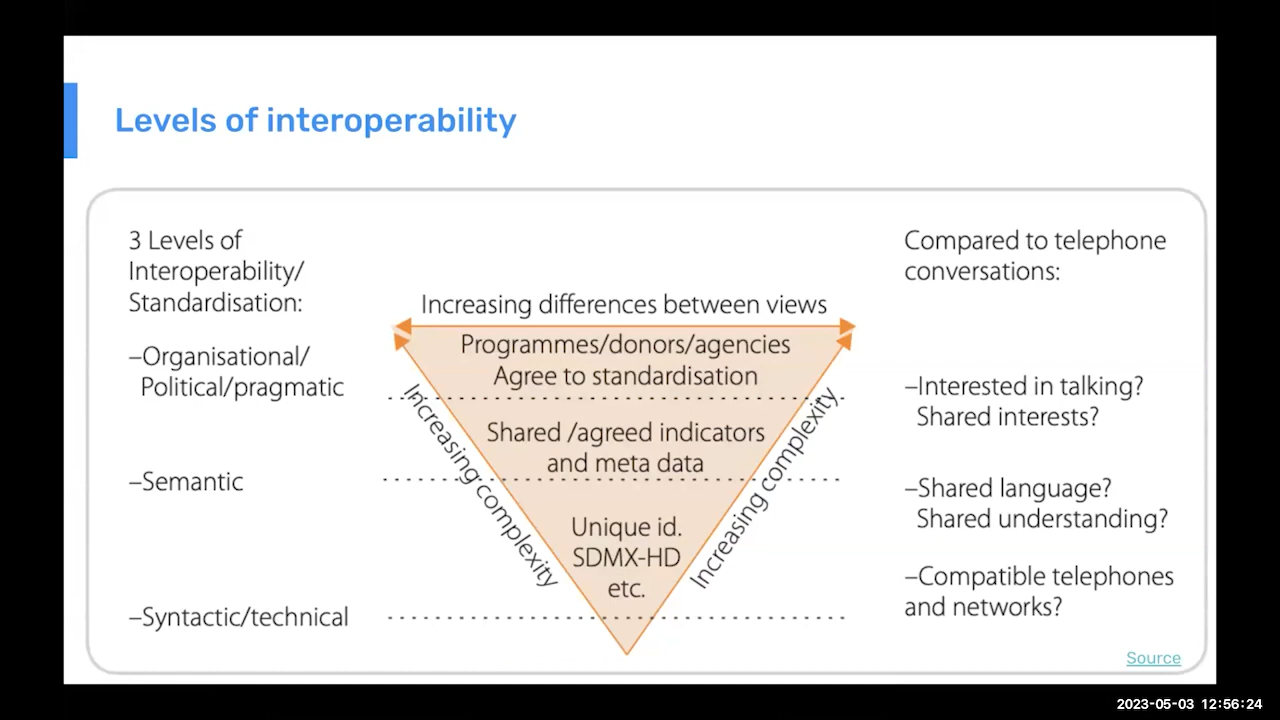 Levels of interoperability
3 Levels of
Interoperability/
Standardisation:
–Organisational/
Political/pragmatic
–Semantic
–Syntactic/technical
Increasing differences between views
Programmes/donors/agencies
Agree to standardisation
Shared /agreed indicators
and meta data
Unique id.
SDMX-HD
etc.
Increasing complexity
Increasing complexity
Compared to telephone
conversations:
–Interested in talking?
Shared interests?
–Shared language?
Shared understanding?
–Compatible telephones
and networks?
Source
2023-05-03 12:56:24